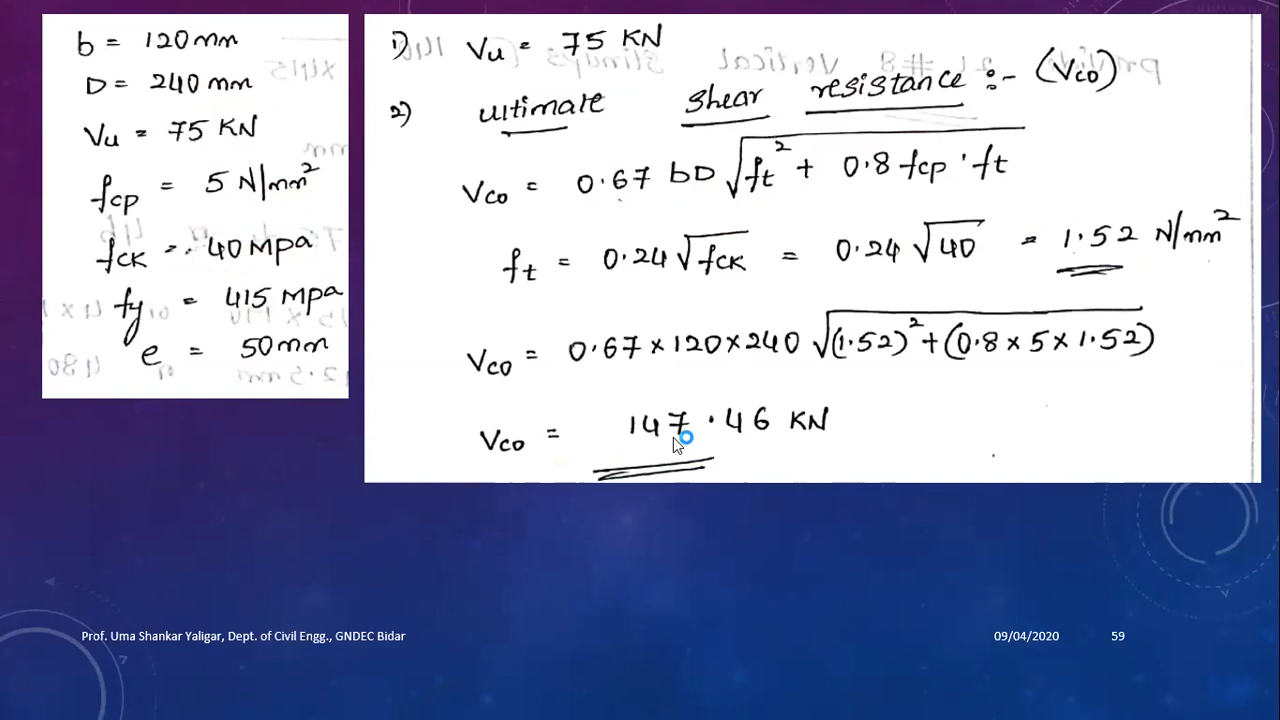 b = 120 mm
D = 240 mm
Vu = 75 KN
fcp = 5 N/mm²
fck = 40 Mpa
fy = 415 Mpa
e = 50mm
1) Vu = 75 KN
2) ultimate shear resistance :- (Vco)
Vco = 0.67 bD √ft² + 0.8 fcp . ft
ft = 0.24 √fck = 0.24 √40 = 1.52 N/mm²
Vco = 0.67 × 120 × 240 √(1.52)² + (0.8 × 5 × 1.52)
Vco = 147.46 KN
Prof. Uma Shankar Yaligar, Dept. of Civil Engg., GNDEC Bidar
09/04/2020
59